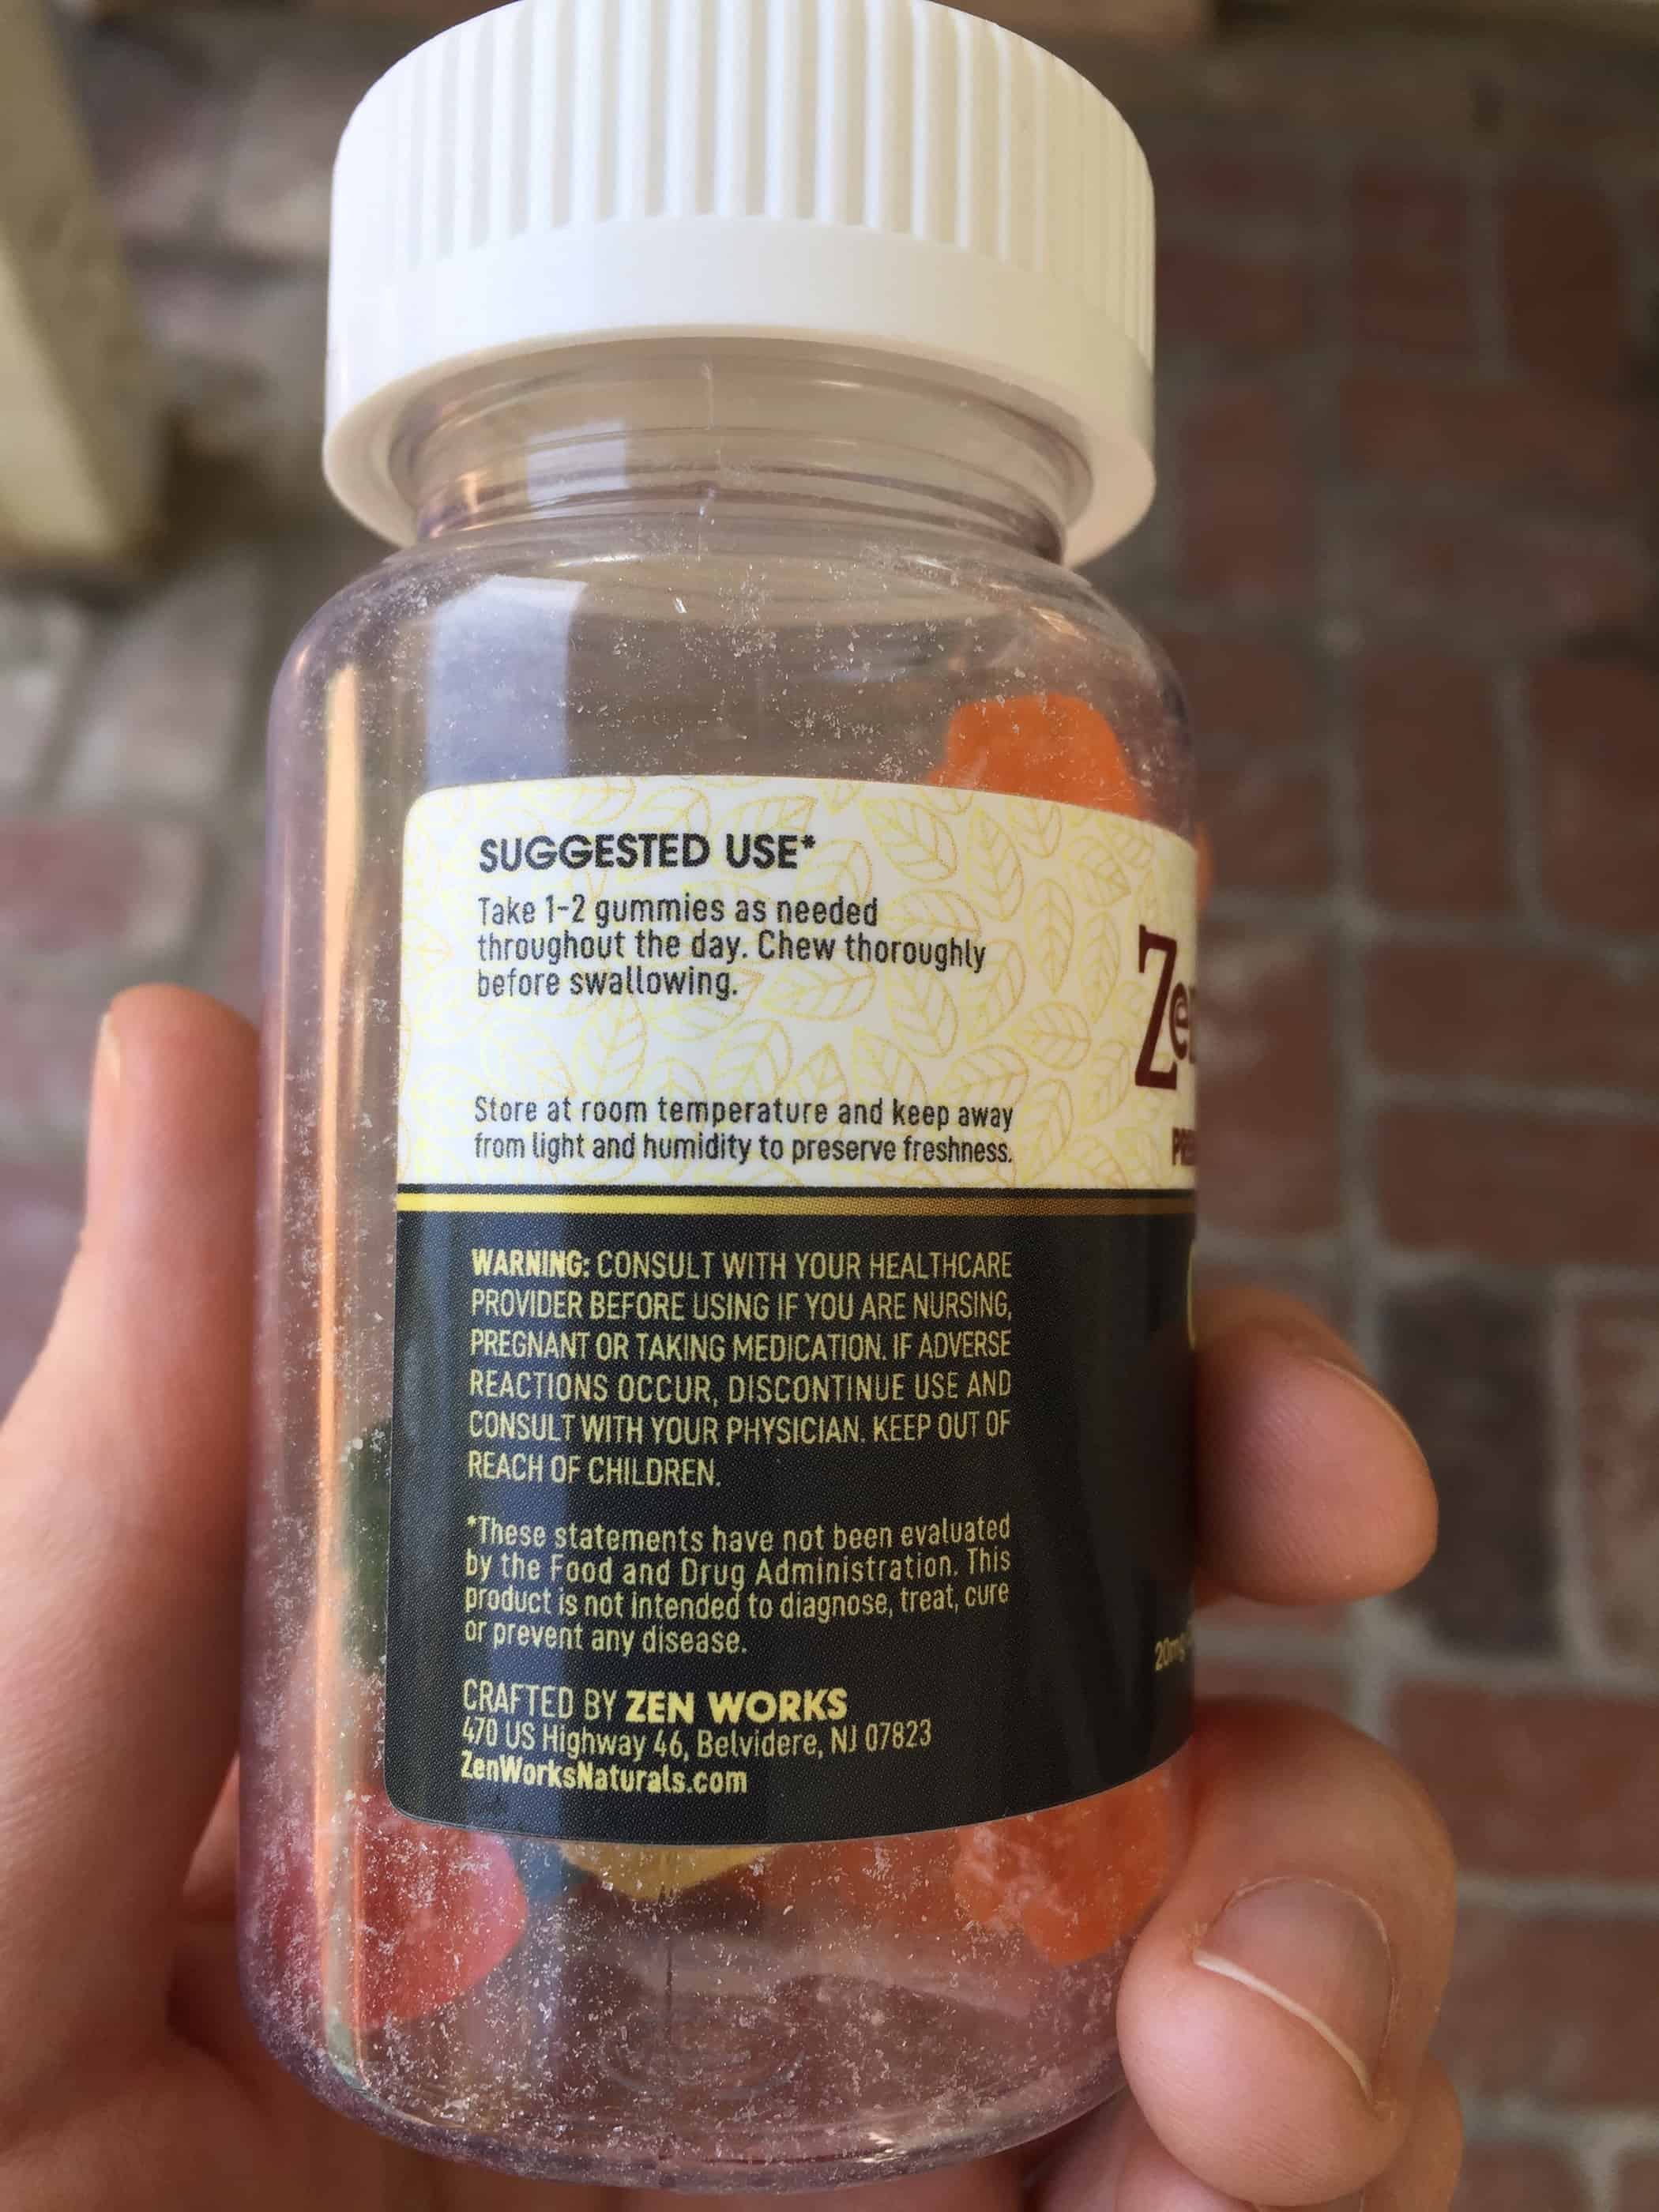 SUGGESTED USE*
Take 1-2 gummies as needed
throughout the day. Chew thoroughly
before swallowing.
Store at room temperature and keep away
from light and humidity to preserve freshness.
WARNING: CONSULT WITH YOUR HEALTHCARE
PROVIDER BEFORE USING IF YOU ARE NURSING,
PREGNANT OR TAKING MEDICATION. IF ADVERSE
REACTIONS OCCUR, DISCONTINUE USE AND
CONSULT WITH YOUR PHYSICIAN. KEEP OUT OF
REACH OF CHILDREN.
*These statements have not been evaluated
by the Food and Drug Administration. This
product is not intended to diagnose, treat, cure
or prevent any disease.
CRAFTED BY ZEN WORKS
470 US Highway 46, Belvidere, NJ 07823
ZenWorksNaturals.com
20mg